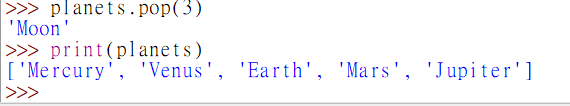 >>> planets.pop(3)
'Moon'
>>> print(planets)
['Mercury', 'Venus', 'Earth', 'Mars', 'Jupiter']
>>>